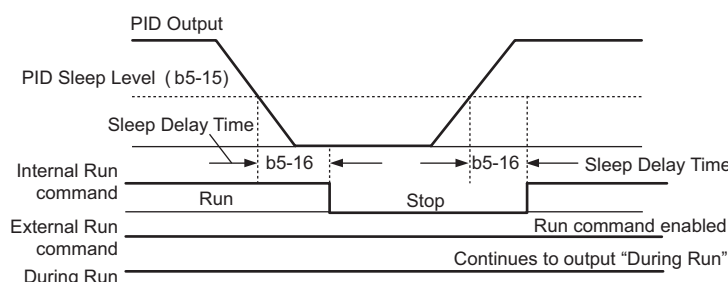 PID Output
PID Sleep Level ( b5-15)
Sleep Delay Time
b5-16
b5-16
Sleep Delay Time
Internal Run
command
Run
Stop
External Run
command
Run command enabled
Continues to output “During Run”
During Run